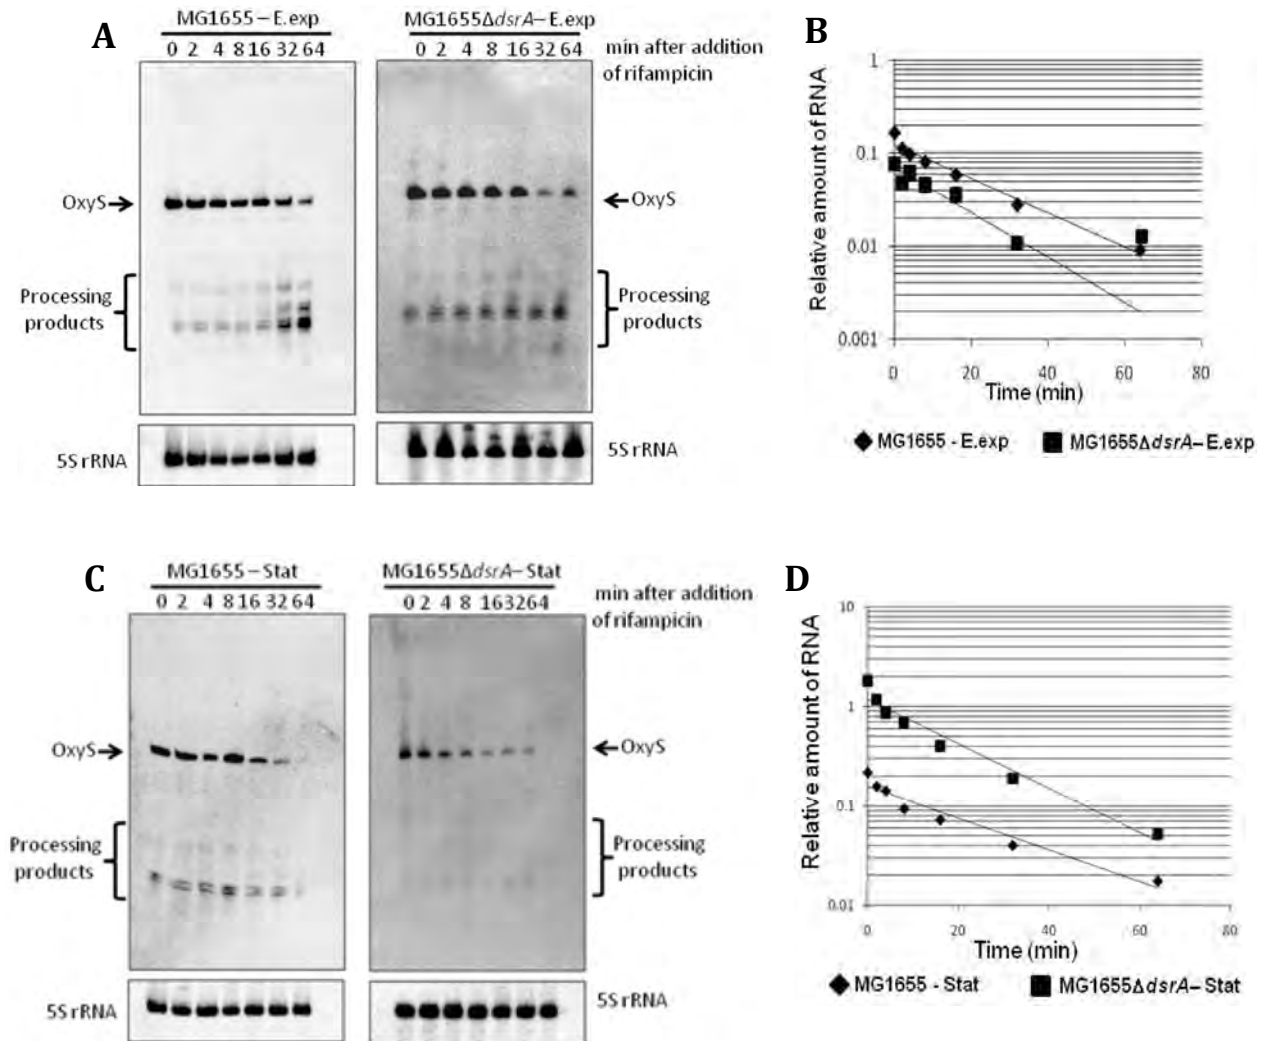 A
MG1655 – E.exp
0 2 4 8 16 32 64
MG1655ΔdsrA– E.exp
0 2 4 8 16 32 64
min after addition
of rifampicin
OxyS
OxyS
Processing
products
Processing
products
5S rRNA
5S rRNA
B
Relative amount of RNA
1
0.1
0.01
0.001
0 20 40 60 80
Time (min)
MG1655 - E.exp
MG1655ΔdsrA–E.exp
C
MG1655 – Stat
0 2 4 8 16 32 64
MG1655ΔdsrA– Stat
0 2 4 8 16 32 64
min after addition
of rifampicin
OxyS
OxyS
Processing
products
Processing
products
5S rRNA
5S rRNA
D
Relative amount of RNA
10
1
0.1
0.01
0 20 40 60 80
Time (min)
MG1655 - Stat
MG1655ΔdsrA– Stat